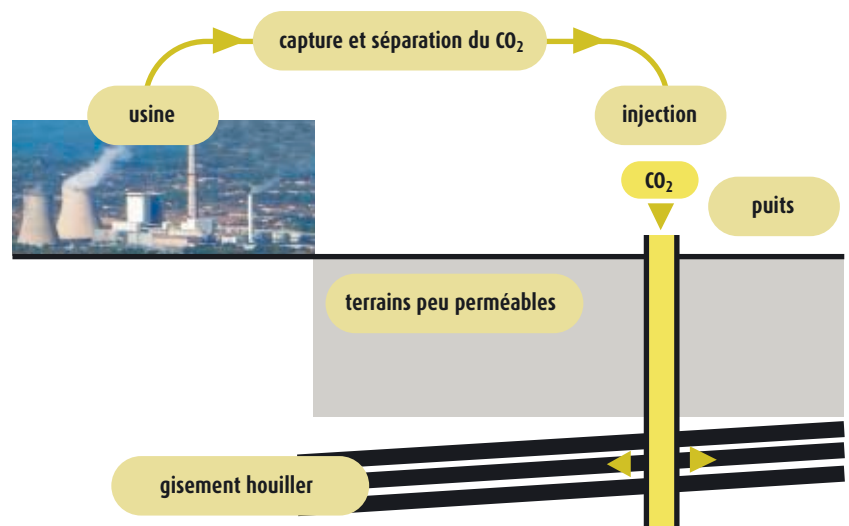 capture et séparation du CO₂
usine
injection
CO₂
puits
terrains peu perméables
gisement houiller